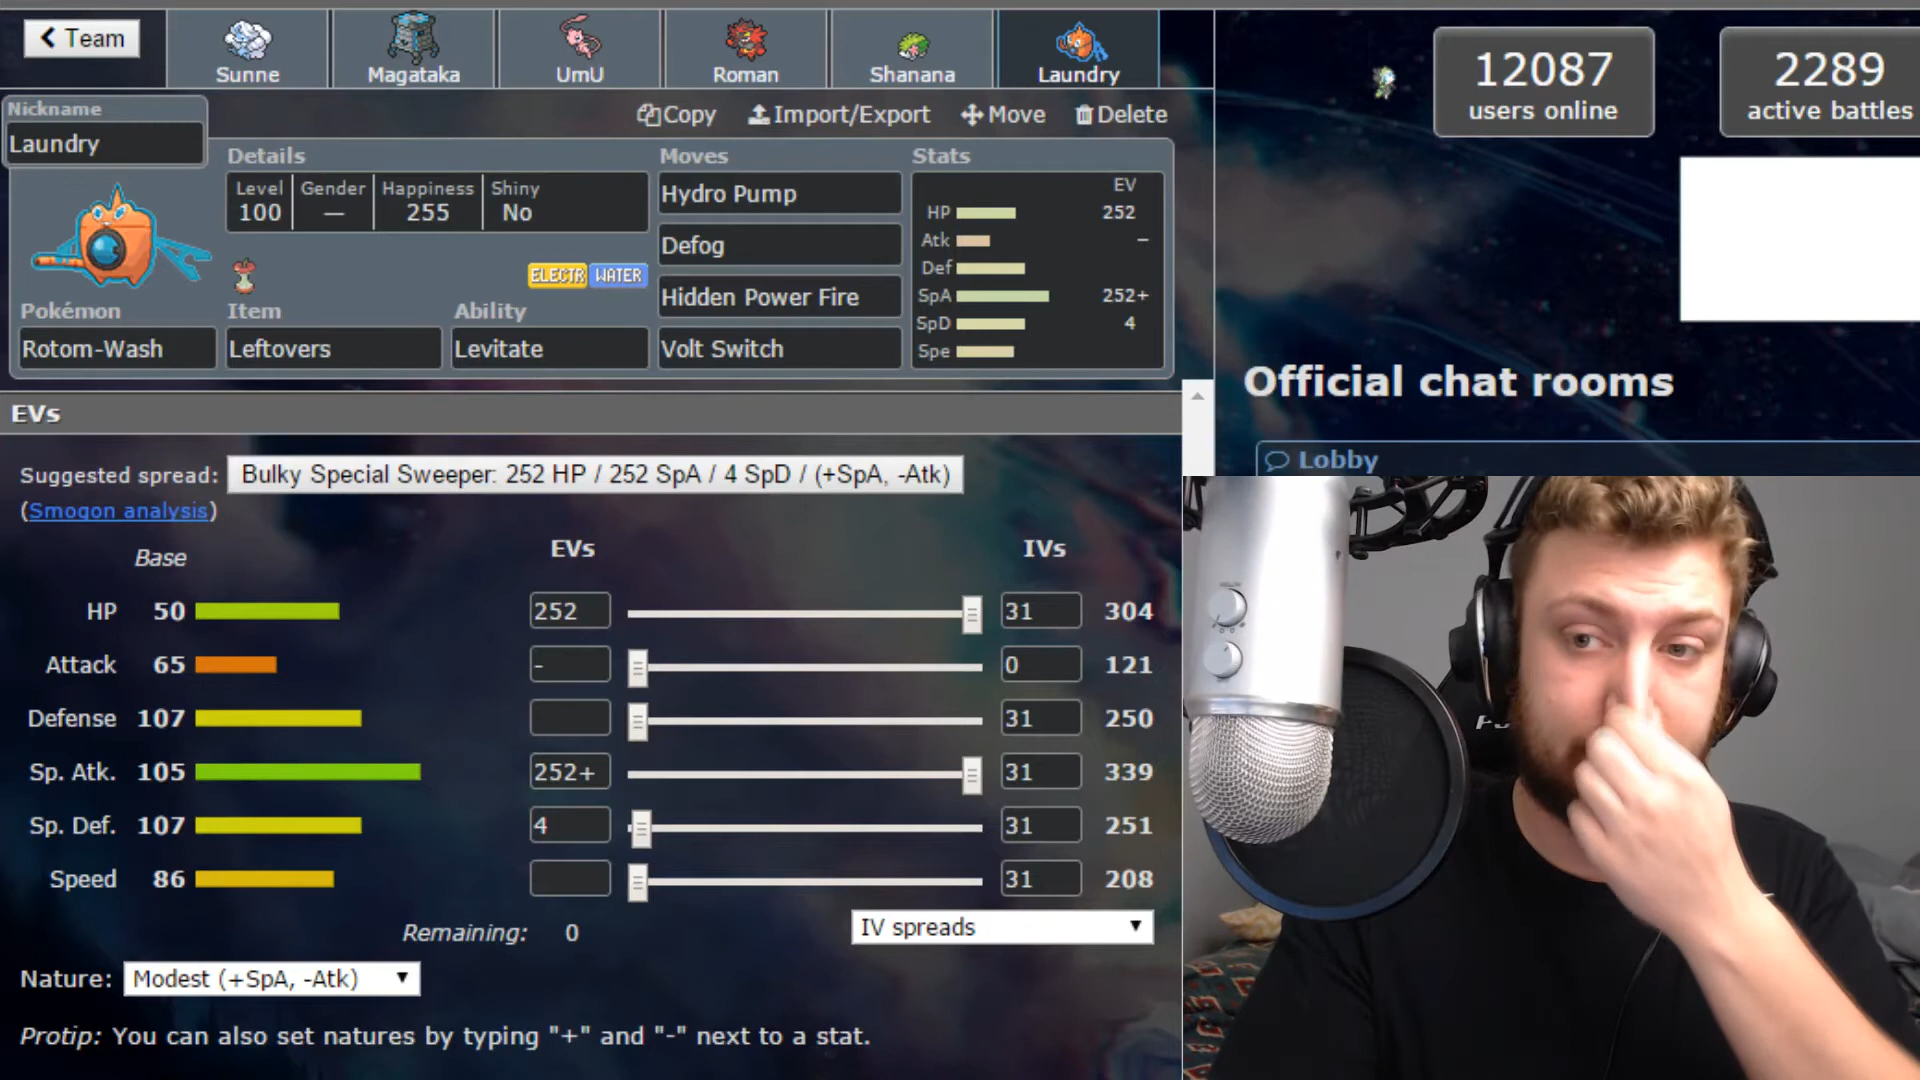 Team
Sunne
Magataka
UmU
Roman
Shanana
Laundry
12087
users online
2289
active battles
Nickname
Laundry
Copy
Import/Export
Move
Delete
Details
Moves
Stats
Level
100
Gender
—
Happiness
255
Shiny
No
Hydro Pump
Defog
Hidden Power Fire
Volt Switch
EV
HP 252
Atk –
Def
SpA 252+
SpD 4
Spe
ELECTR WATER
Pokémon
Rotom-Wash
Item
Leftovers
Ability
Levitate
Official chat rooms
Lobby
EVs
Suggested spread: Bulky Special Sweeper: 252 HP / 252 SpA / 4 SpD / (+SpA, -Atk)
(Smogon analysis)
Base EVs IVs
HP 50 252 31 304
Attack 65 - 0 121
Defense 107 31 250
Sp. Atk. 105 252+ 31 339
Sp. Def. 107 4 31 251
Speed 86 31 208
Remaining: 0
IV spreads
Nature: Modest (+SpA, -Atk)
Protip: You can also set natures by typing "+" and "-" next to a stat.